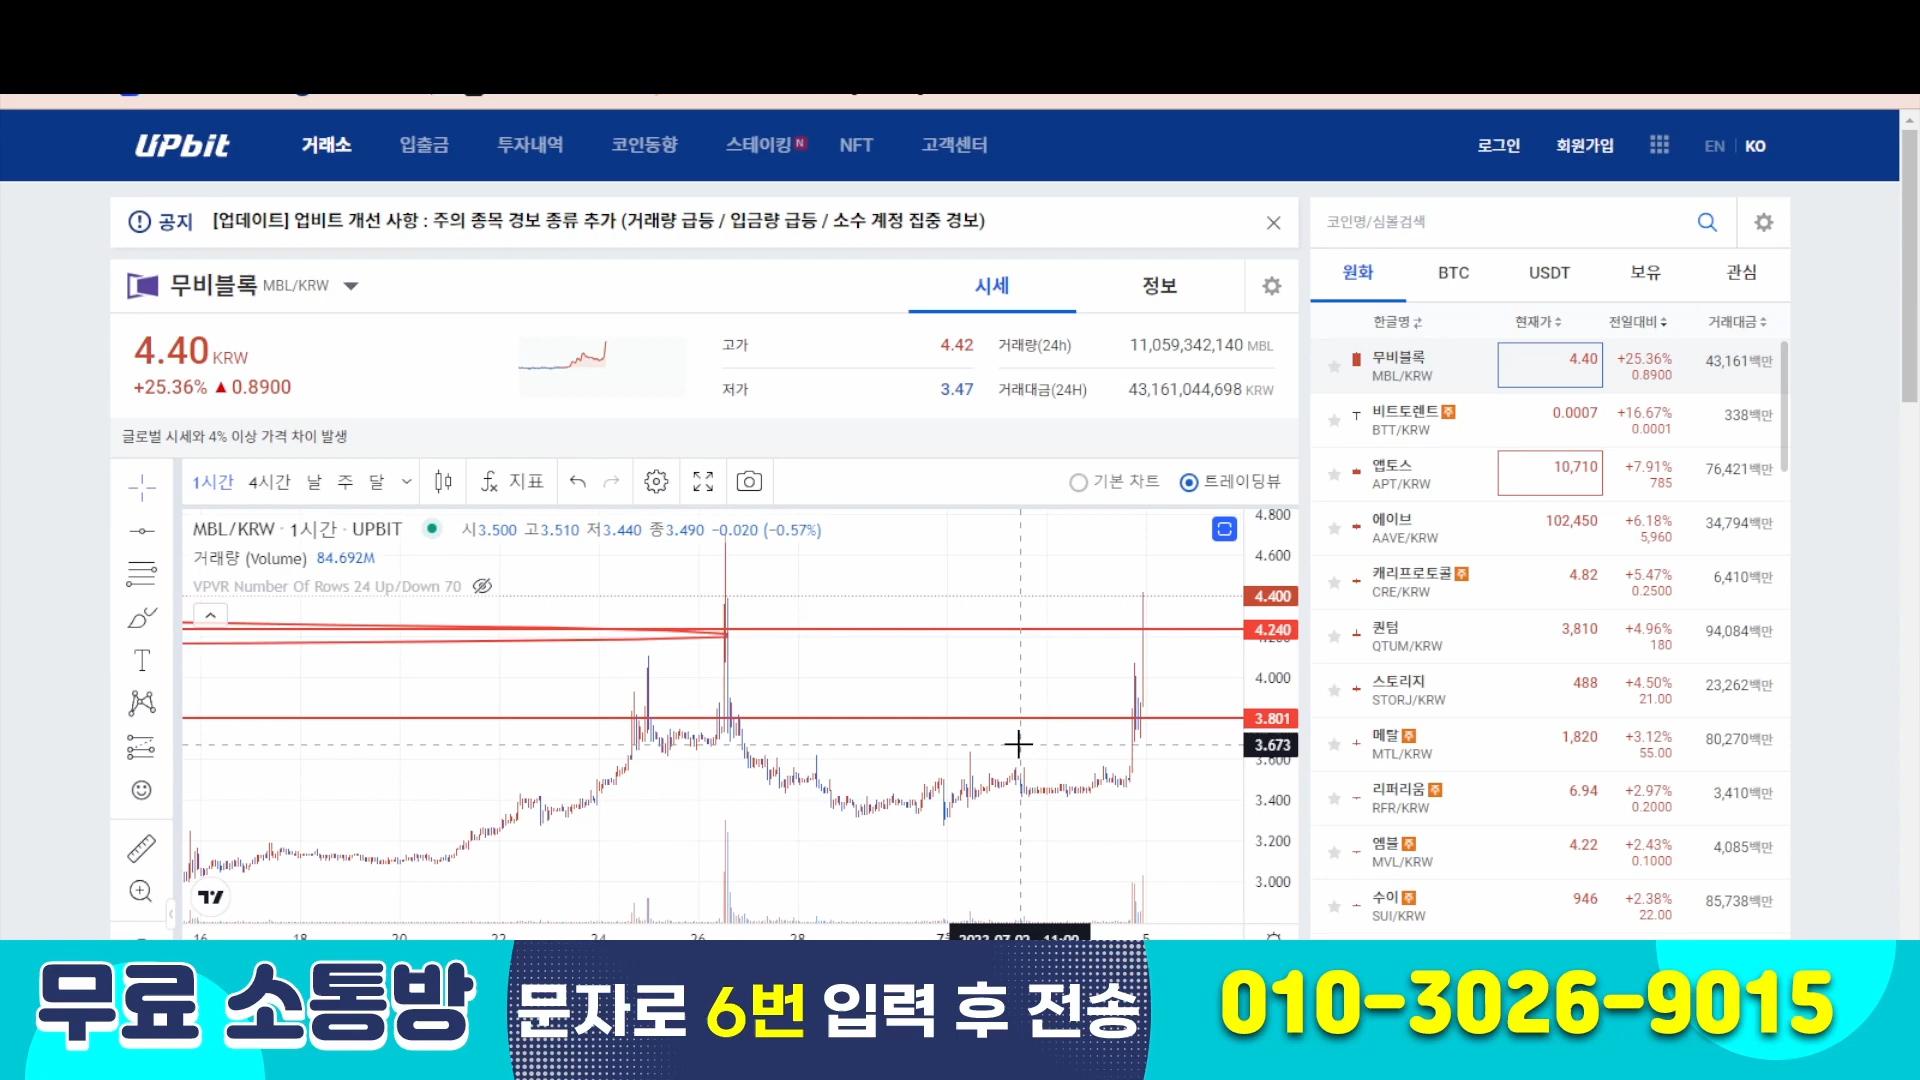 UPbit 거래소 입출금 투자내역 코인동향 스테이킹 N NFT 고객센터 로그인 회원가입 EN KO
공지 [업데이트] 업비트 개선 사항 : 주의 종목 경보 종류 추가 (거래량 급등 / 입금량 급등 / 소수 계정 집중 경보)
무비블록 MBL/KRW 시세 정보
4.40 KRW
+25.36% ▲ 0.8900
고가 4.42 거래량(24h) 11,059,342,140 MBL
저가 3.47 거래대금(24H) 43,161,044,698 KRW
글로벌 시세와 4% 이상 가격 차이 발생
1시간 4시간 날 주 달 지표 기본 차트 트레이딩뷰
MBL/KRW · 1시간 · UPBIT 시3.500 고3.510 저3.440 종3.490 -0.020 (-0.57%)
거래량 (Volume) 84.692M
VPVR Number Of Rows 24 Up/Down 70
4.800
4.600
4.400
4.240
4.000
3.801
3.673
3.600
3.400
3.200
3.000
16 18 20 22 24 26 28 5
코인명/심볼검색
원화 BTC USDT 보유 관심
한글명 현재가 전일대비 거래대금
무비블록 4.40 +25.36% 43,161백만
MBL/KRW 0.8900
비트토렌트 주 0.0007 +16.67% 338백만
BTT/KRW 0.0001
앱토스 10,710 +7.91% 76,421백만
APT/KRW 785
에이브 102,450 +6.18% 34,794백만
AAVE/KRW 5,960
캐리프로토콜 주 4.82 +5.47% 6,410백만
CRE/KRW 0.2500
퀀텀 3,810 +4.96% 94,084백만
QTUM/KRW 180
스토리지 488 +4.50% 23,262백만
STORJ/KRW 21.00
메탈 주 1,820 +3.12% 80,270백만
MTL/KRW 55.00
리퍼리움 주 6.94 +2.97% 3,410백만
RFR/KRW 0.2000
엠블 주 4.22 +2.43% 4,085백만
MVL/KRW 0.1000
수이 주 946 +2.38% 85,738백만
SUI/KRW 22.00
무료 소통방 문자로 6번 입력 후 전송 010-3026-9015